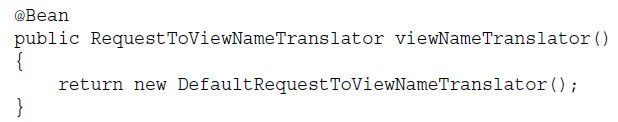 @Bean
public RequestToViewNameTranslator viewNameTranslator()
{
    return new DefaultRequestToViewNameTranslator();
}